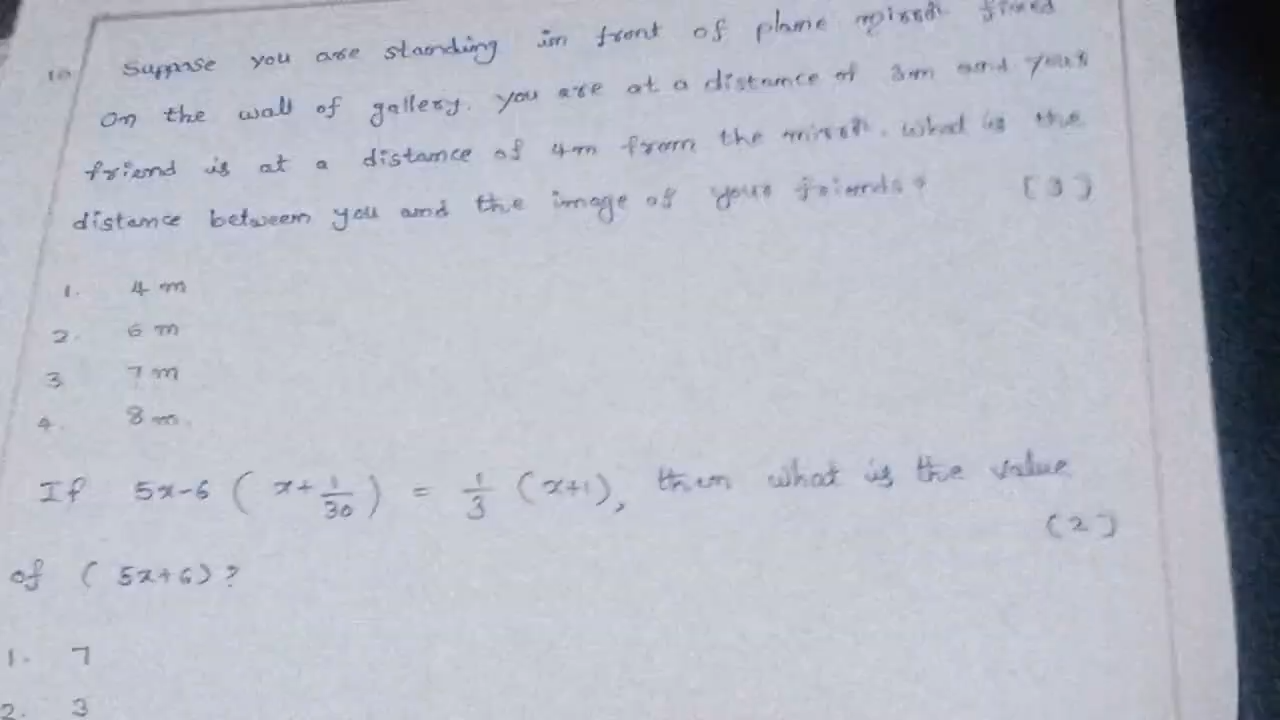 10 Suppose you are standing in front of plane mirror fixed
on the wall of gallery. you are at a distance of 3m and your
friend is at a distance of 4m from the mirror. what is the
distance between you and the image of your friends? [3]
1. 4 m
2. 6 m
3 7 m
4. 8 m.
If 5x-6 ( x + 1/30 ) = 1/3 (x+1), then what is the value
of (5x+6)? [2]
1. 7
2. 3